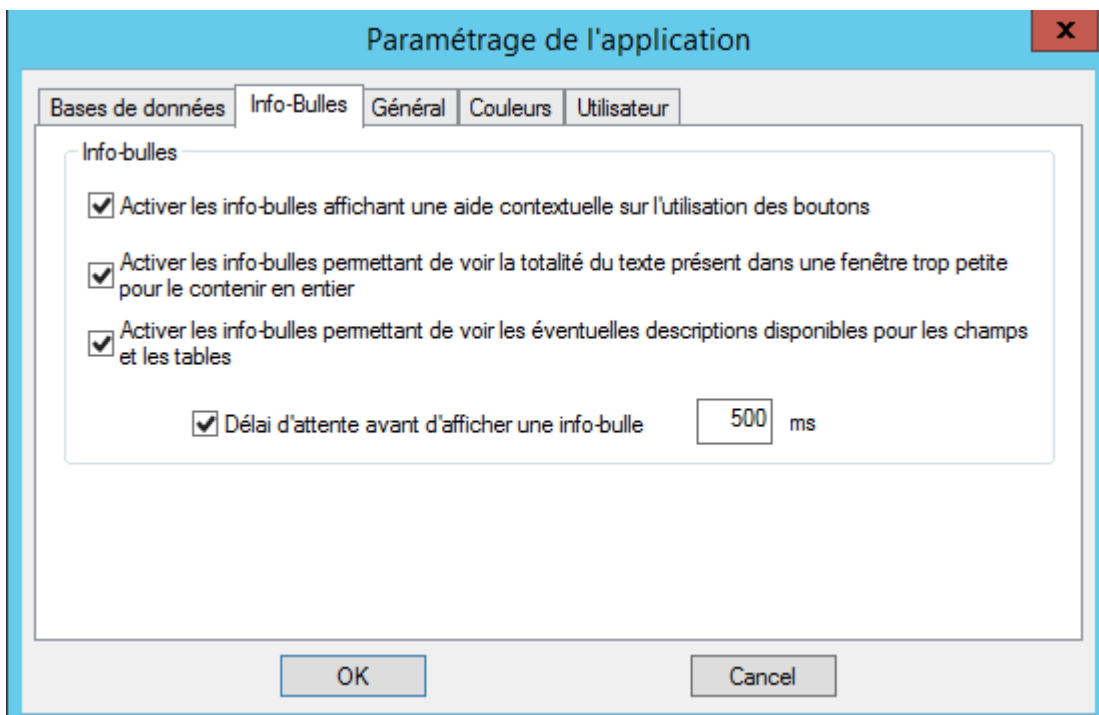 Paramétrage de l'application
x
Bases de données Info-Bulles Général Couleurs Utilisateur
Info-bulles
Activer les info-bulles affichant une aide contextuelle sur l'utilisation des boutons
Activer les info-bulles permettant de voir la totalité du texte présent dans une fenêtre trop petite
pour le contenir en entier
Activer les info-bulles permettant de voir les éventuelles descriptions disponibles pour les champs
et les tables
Délai d'attente avant d'afficher une info-bulle 500 ms
OK Cancel